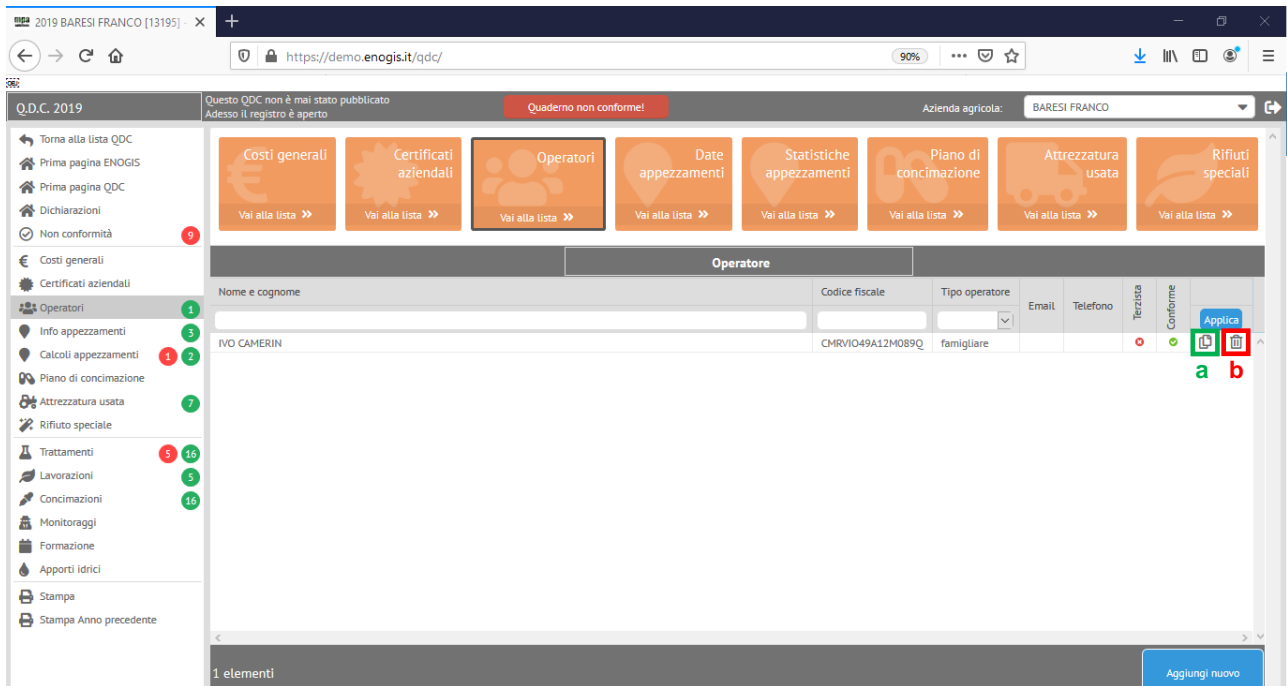 mpa 2019 BARESI FRANCO [13195] -
https://demo.enogis.it/qdc/
90%
Q.D.C. 2019
Questo QDC non è mai stato pubblicato
Adesso il registro è aperto
Quaderno non conforme!
Azienda agricola:
BARESI FRANCO
Torna alla lista QDC
Prima pagina ENOGIS
Prima pagina QDC
Dichiarazioni
Non conformità 9
Costi generali
Certificati aziendali
Operatori 1
Info appezzamenti 3
Calcoli appezzamenti 1 2
Piano di concimazione
Attrezzatura usata 7
Rifiuto speciale
Trattamenti 5 16
Lavorazioni 5
Concimazioni 16
Monitoraggi
Formazione
Apporti idrici
Stampa
Stampa Anno precedente
Costi generali
Vai alla lista
Certificati
aziendali
Vai alla lista
Operatori
Vai alla lista
Date
appezzamenti
Vai alla lista
Statistiche
appezzamenti
Vai alla lista
Piano di
concimazione
Vai alla lista
Attrezzatura
usata
Vai alla lista
Rifiuti
speciali
Vai alla lista
Operatore
Nome e cognome Codice fiscale Tipo operatore Email Telefono Terzista Conforme
Applica
IVO CAMERIN CMRVIO49A12M089Q famigliare
a b
1 elementi
Aggiungi nuovo